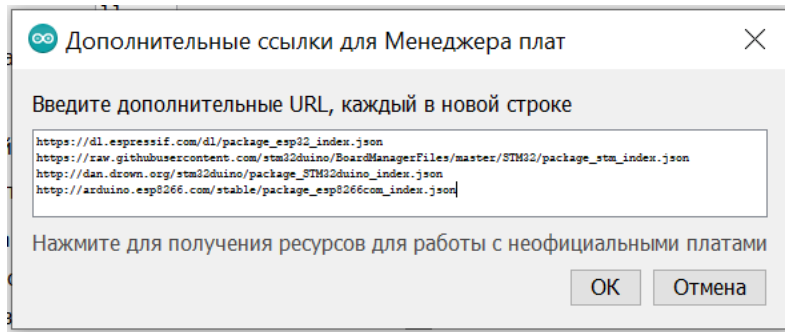 Дополнительные ссылки для Менеджера плат
Введите дополнительные URL, каждый в новой строке
https://dl.espressif.com/dl/package_esp32_index.json
https://raw.githubusercontent.com/stm32duino/BoardManagerFiles/master/STM32/package_stm_index.json
http://dan.drown.org/stm32duino/package_STM32duino_index.json
http://arduino.esp8266.com/stable/package_esp8266com_index.json
Нажмите для получения ресурсов для работы с неофициальными платами
ОК Отмена